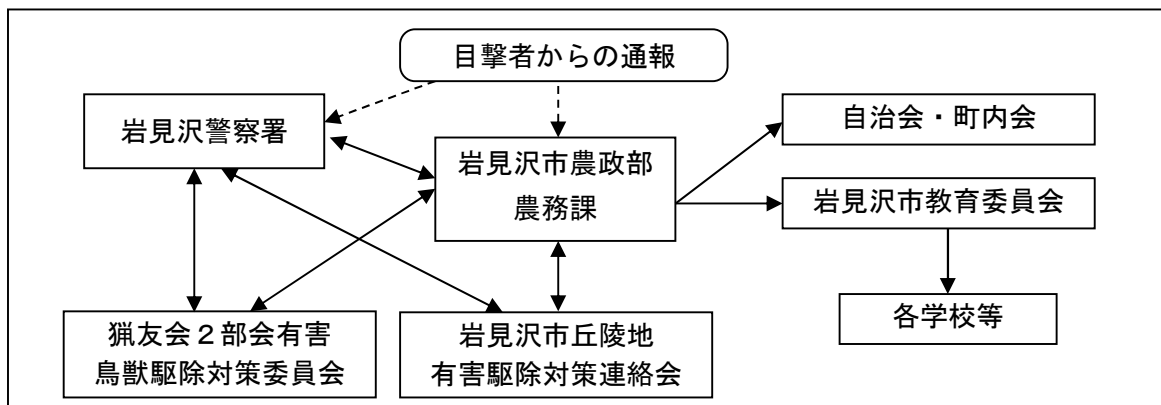 目撃者からの通報
岩見沢警察署
自治会・町内会
岩見沢市農政部
農務課
岩見沢市教育委員会
各学校等
猟友会２部会有害
鳥獣駆除対策委員会
岩見沢市丘陵地
有害駆除対策連絡会